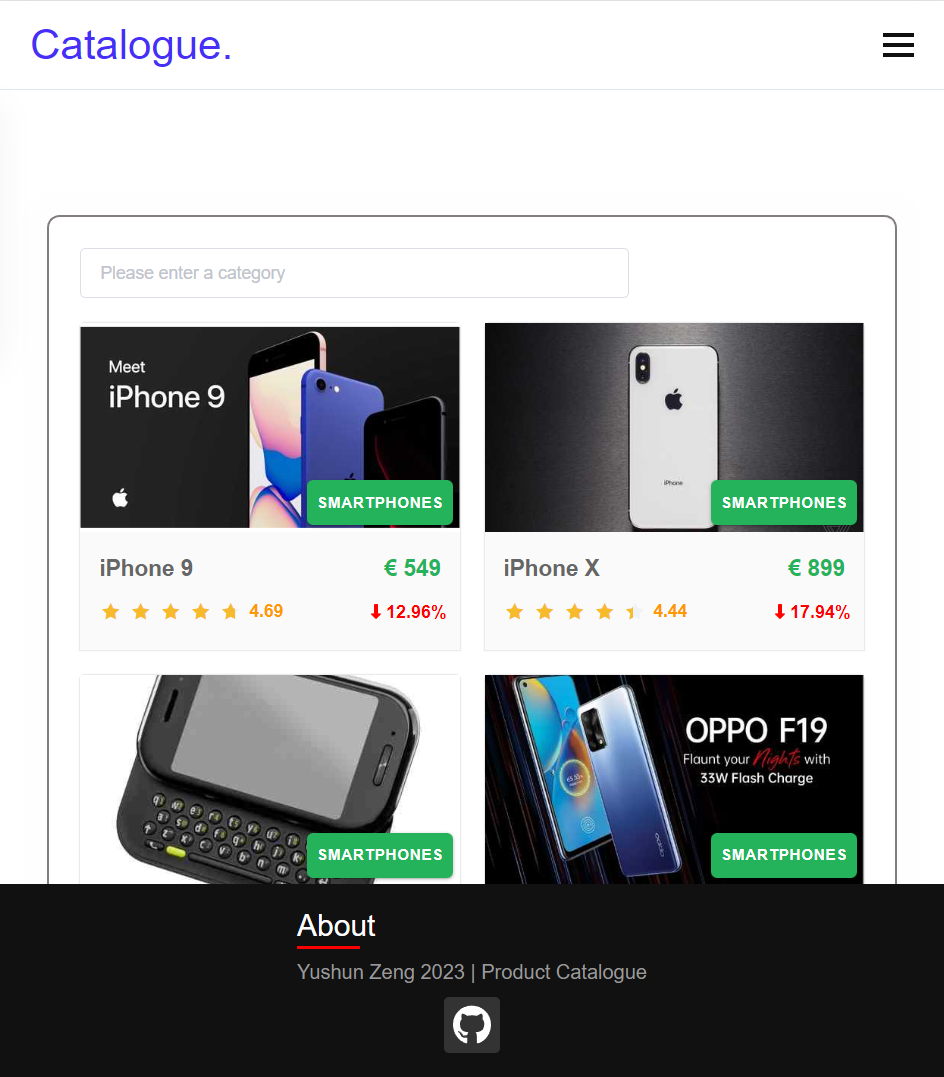 Catalogue.
Please enter a category
Meet
iPhone 9
SMARTPHONES
iPhone
SMARTPHONES
iPhone 9
€ 549
4.69
12.96%
iPhone X
€ 899
4.44
17.94%
SMARTPHONES
OPPO F19
Flaunt your Nights with
33W Flash Charge
oppo
SMARTPHONES
About
Yushun Zeng 2023 | Product Catalogue